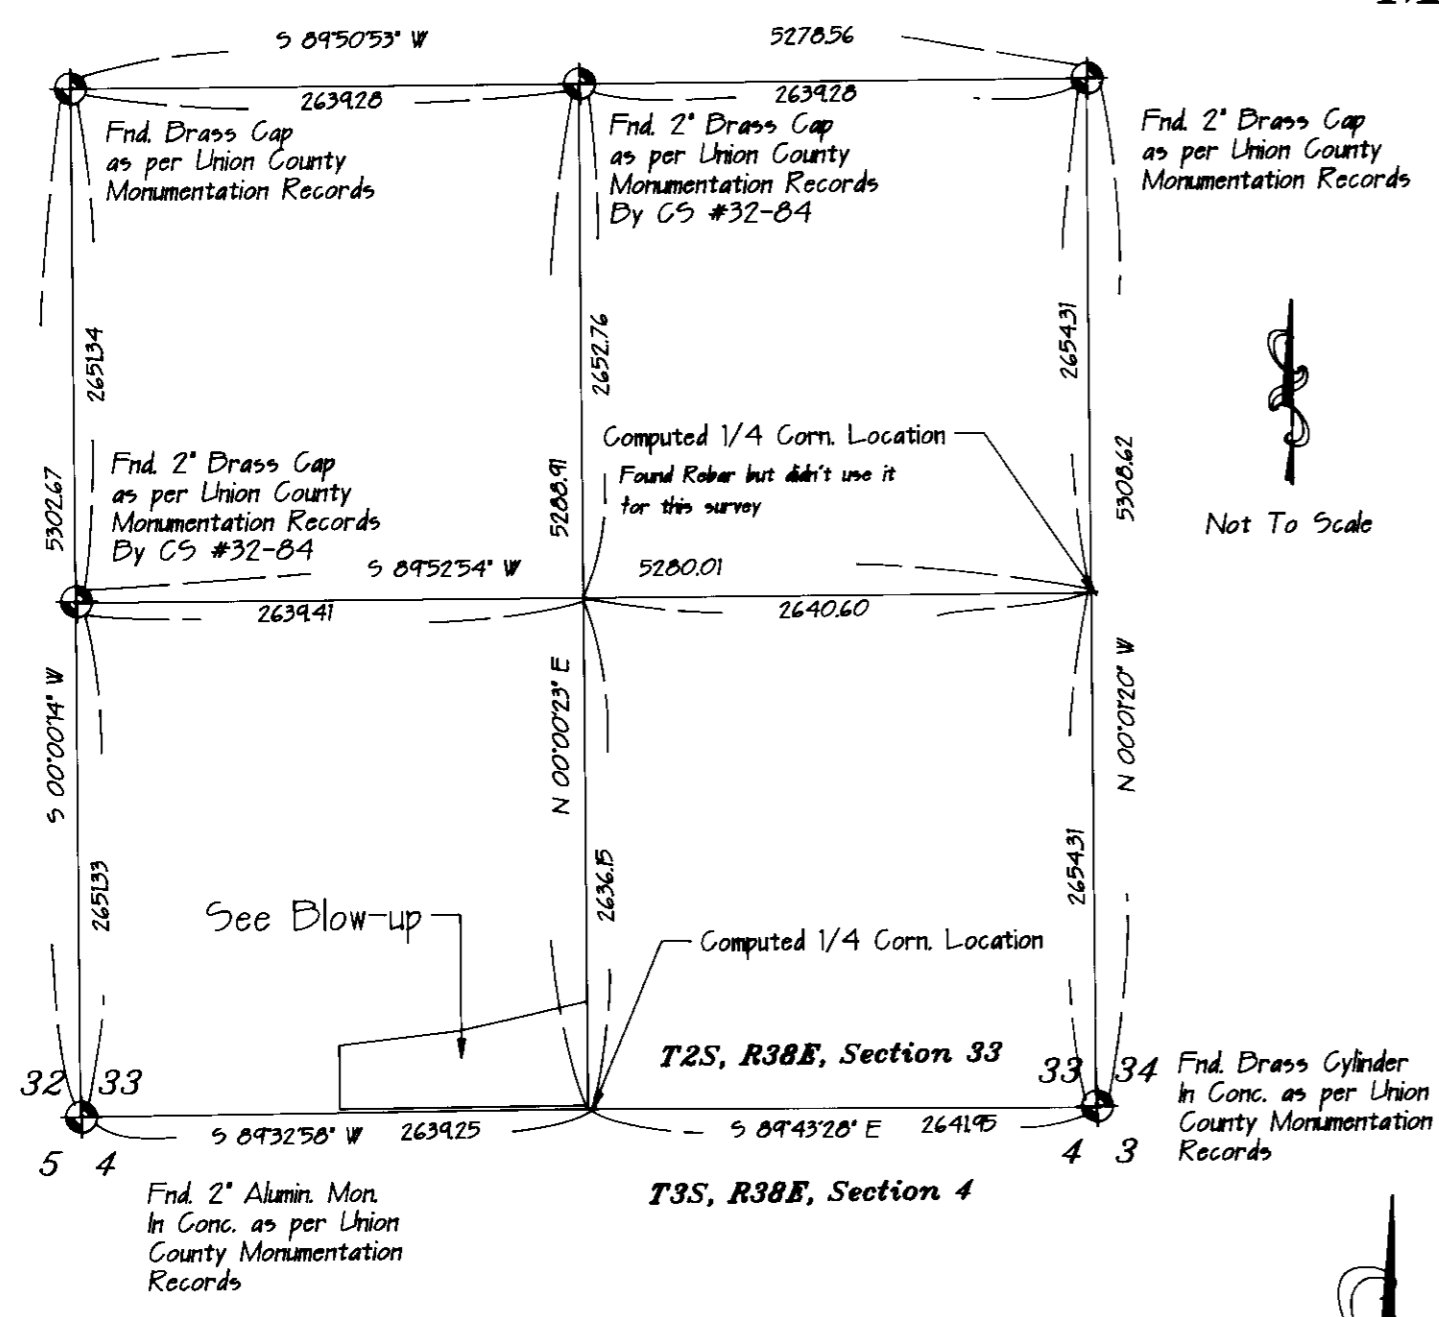 S 89°50'53" W
5278.56
2639.28
2639.28
Fnd. Brass Cap
as per Union County
Monumentation Records
Fnd. 2" Brass Cap
as per Union County
Monumentation Records
By CS #32-84
Fnd. 2" Brass Cap
as per Union County
Monumentation Records
2651.34
2652.76
2654.31
Computed 1/4 Corn. Location
Found Rebar but didn't use it
for this survey
5302.67
5288.91
5308.62
Fnd. 2" Brass Cap
as per Union County
Monumentation Records
By CS #32-84
Not To Scale
S 89°52'54" W
5280.01
2639.41
2640.60
S 00°00'14" W
N 00°00'23" E
N 00°01'20" W
2651.33
2636.15
2654.31
See Blow-up
Computed 1/4 Corn. Location
T2S, R38E, Section 33
32 33
33 34
Fnd. Brass Cylinder
In Conc. as per Union
County Monumentation
Records
S 89°32'58" W
2639.25
S 89°43'28" E
2641.95
5 4
4 3
Fnd. 2" Alumin. Mon.
In Conc. as per Union
County Monumentation
Records
T3S, R38E, Section 4